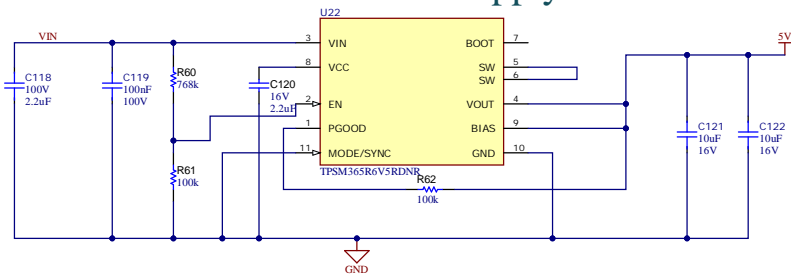 U22
VIN
5V
3 VIN BOOT 7
8 VCC SW 5
SW 6
2 EN VOUT 4
1 PGOOD BIAS 9
11 MODE/SYNC GND 10
TPSM365R6V5RDNR
C118
100V
2.2uF
C119
100nF
100V
R60
768k
R61
100k
C120
16V
2.2uF
R62
100k
C121
10uF
16V
C122
10uF
16V
GND